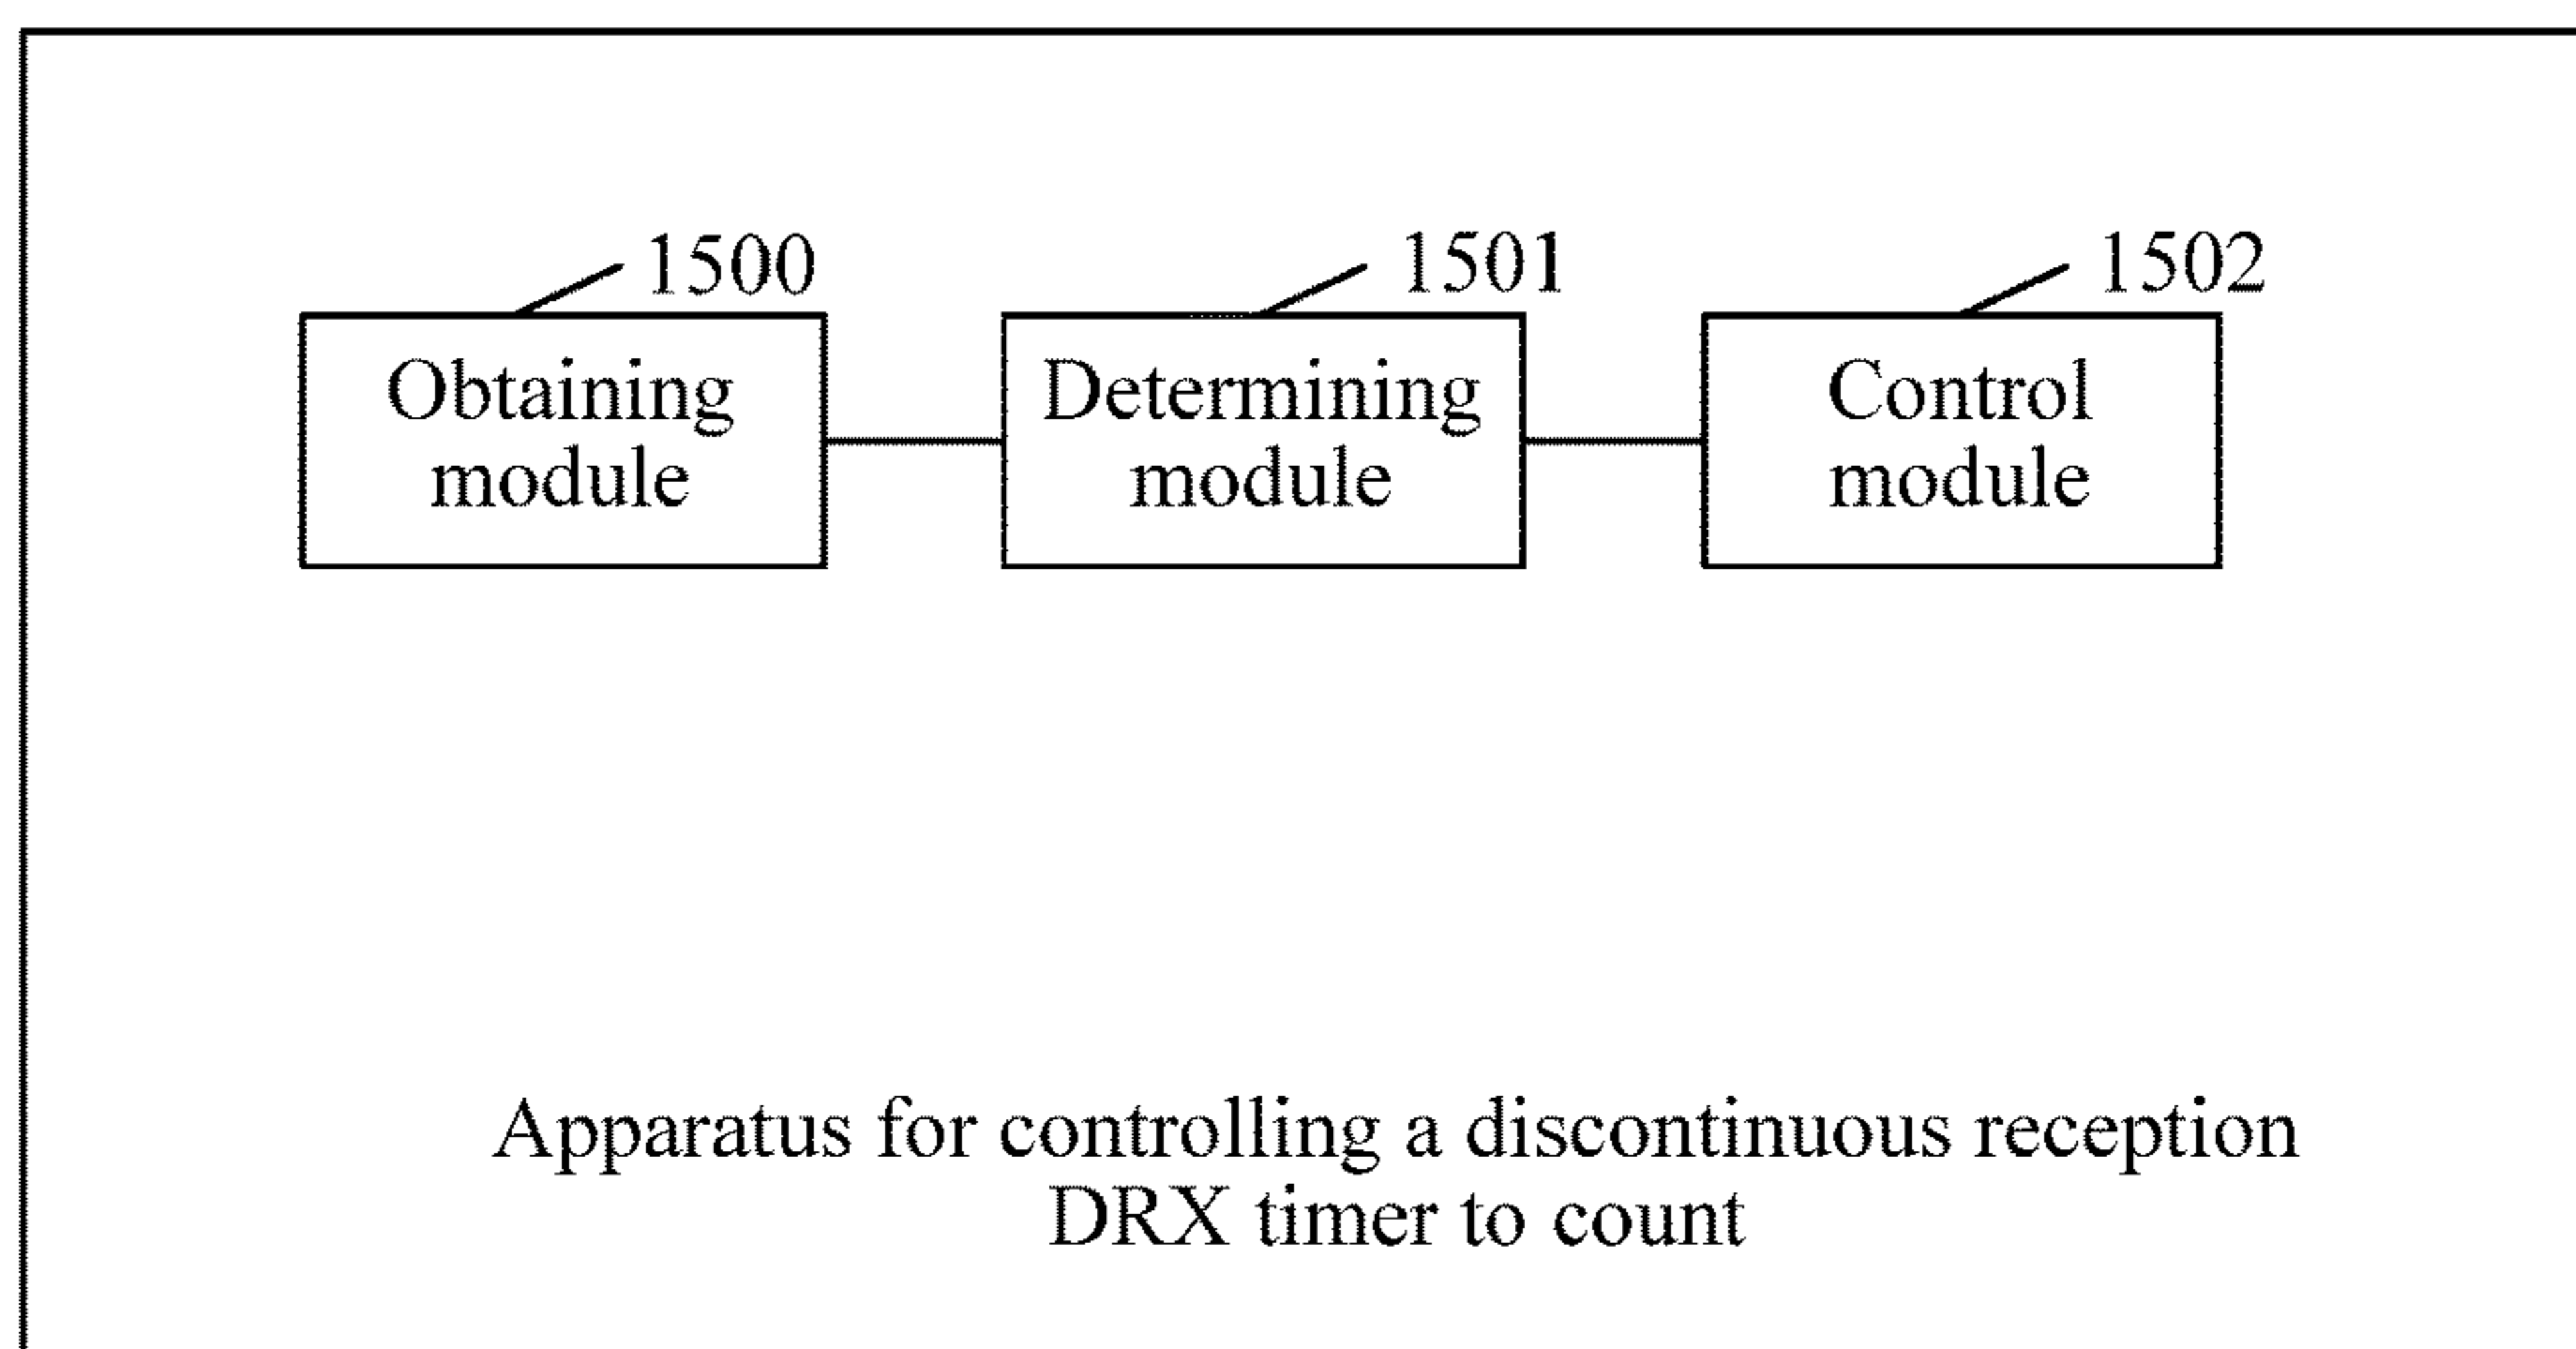 1500
1501
1502
Obtaining
module
Determining
module
Control
module
Apparatus for controlling a discontinuous reception
DRX timer to count